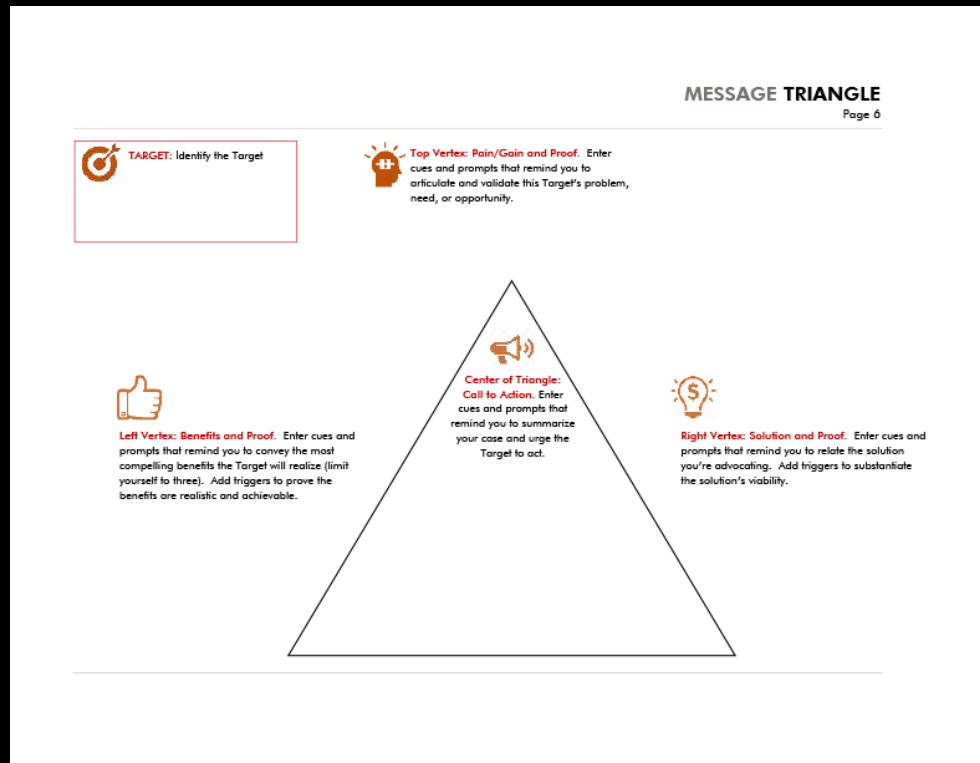 MESSAGE TRIANGLE
Page 6
TARGET: Identify the Target
Top Vertex: Pain/Gain and Proof. Enter
cues and prompts that remind you to
articulate and validate this Target's problem,
need, or opportunity.
Center of Triangle:
Call to Action. Enter
cues and prompts that
remind you to summarize
your case and urge the
Target to act.
Left Vertex: Benefits and Proof. Enter cues and
prompts that remind you to convey the most
compelling benefits the Target will realize (limit
yourself to three). Add triggers to prove the
benefits are realistic and achievable.
$
Right Vertex: Solution and Proof. Enter cues and
prompts that remind you to relate the solution
you're advocating. Add triggers to substantiate
the solution's viability.